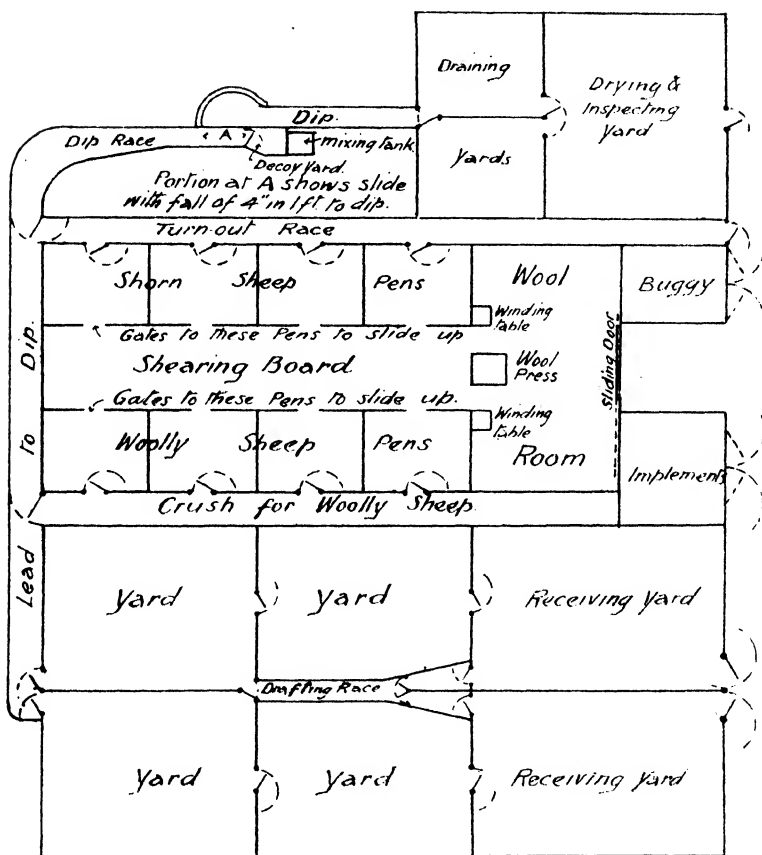 Draining
Yards
Drying &
Inspecting
Yard
Dip.
Dip Race
A
mixing tank
Decoy Yard.
Portion at A shows slide
with fall of 4" in 1ft. to dip.
Turn-out Race
Shorn Sheep Pens
Wool
Room
Buggy
Winding
table
Gates to these Pens to slide up
Shearing Board
Wool
Press
Sliding Door
Gates to these Pens to slide up.
Winding
table
Woolly Sheep Pens
Implements
Crush for Woolly Sheep
Lead to Dip.
Yard
Yard
Receiving Yard
Drafting Race
Yard
Yard
Receiving Yard